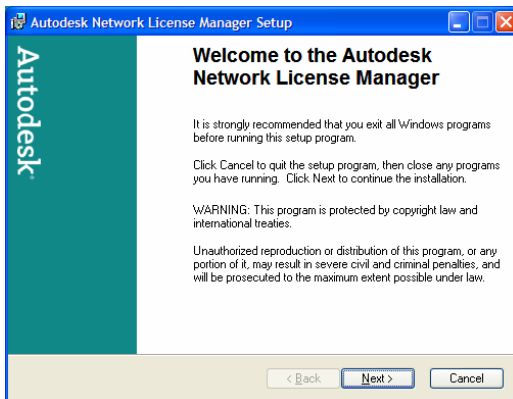 Autodesk Network License Manager Setup
Autodesk
Welcome to the Autodesk
Network License Manager
It is strongly recommended that you exit all Windows programs
before running this setup program.
Click Cancel to quit the setup program, then close any programs
you have running. Click Next to continue the installation.
WARNING: This program is protected by copyright law and
international treaties.
Unauthorized reproduction or distribution of this program, or any
portion of it, may result in severe civil and criminal penalties, and
will be prosecuted to the maximum extent possible under law.
< Back
Next >
Cancel